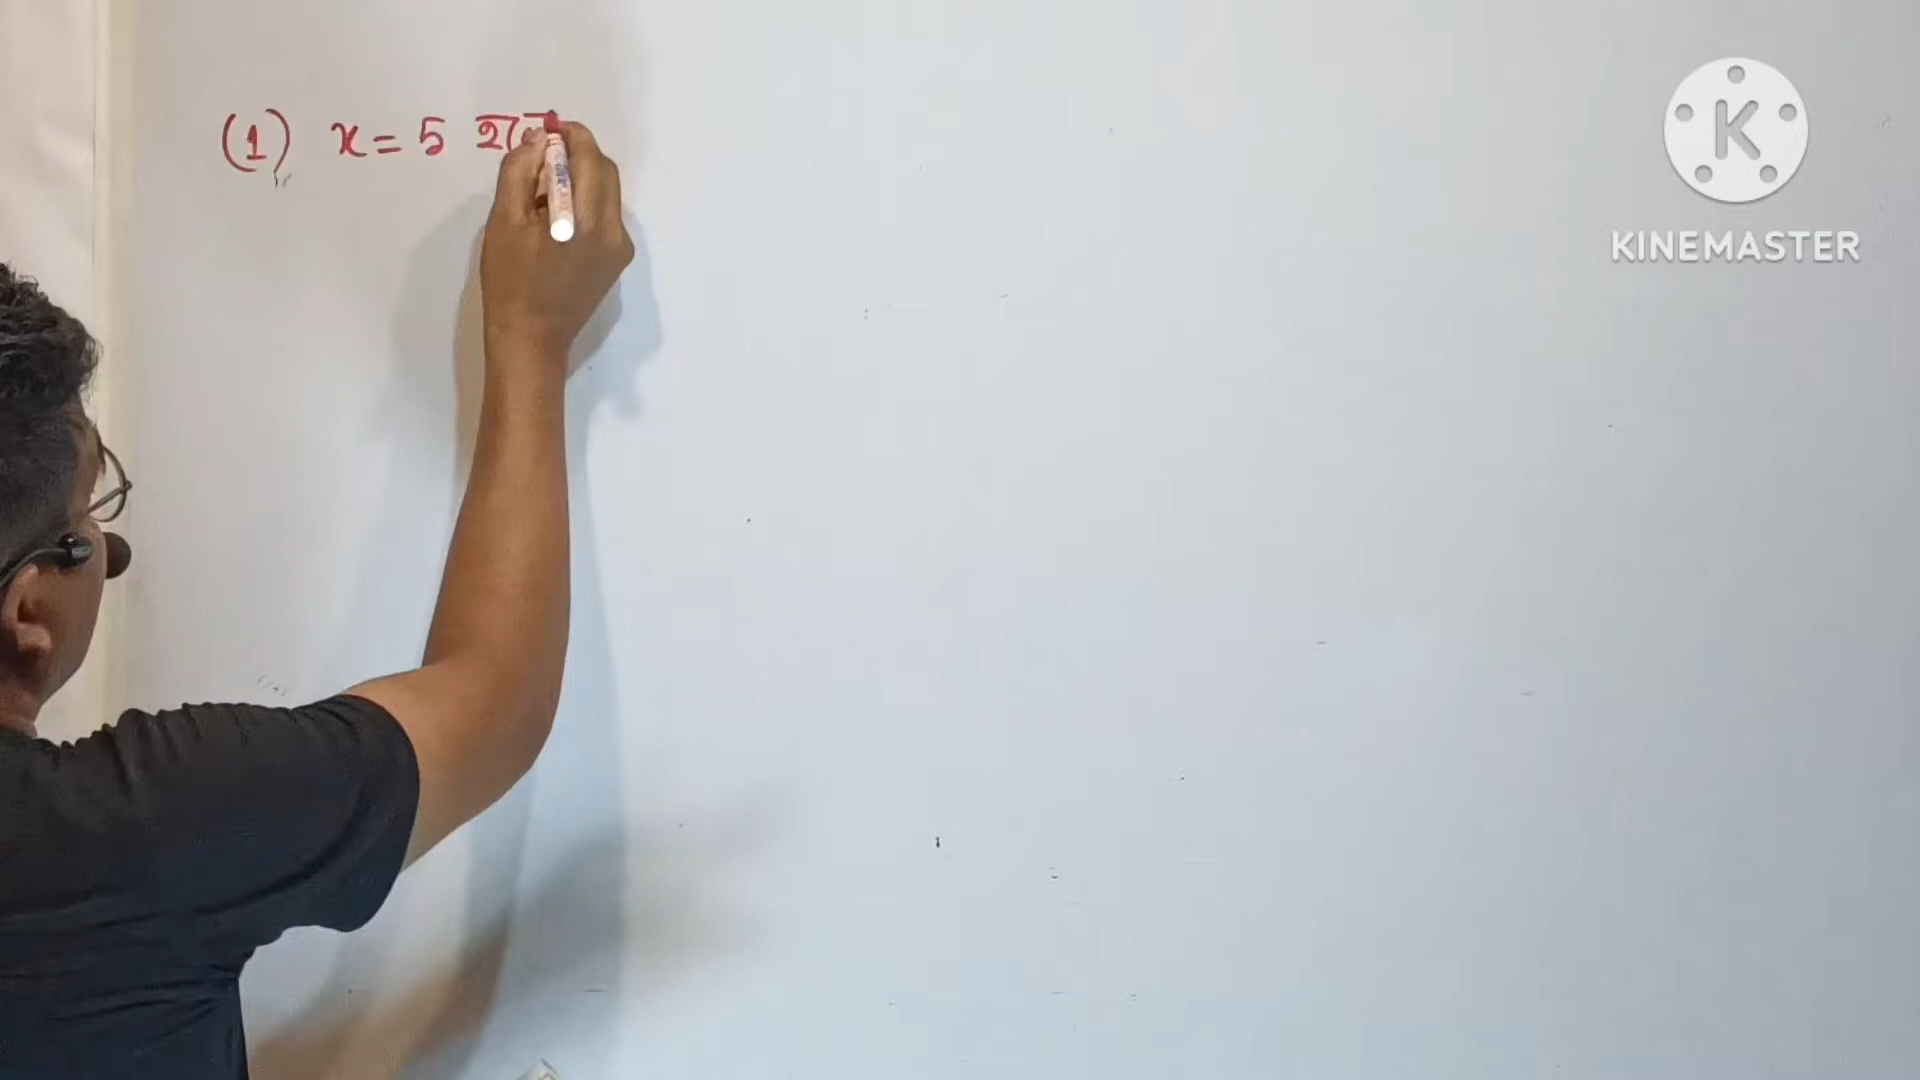 (1) x = 5
KINEMASTER